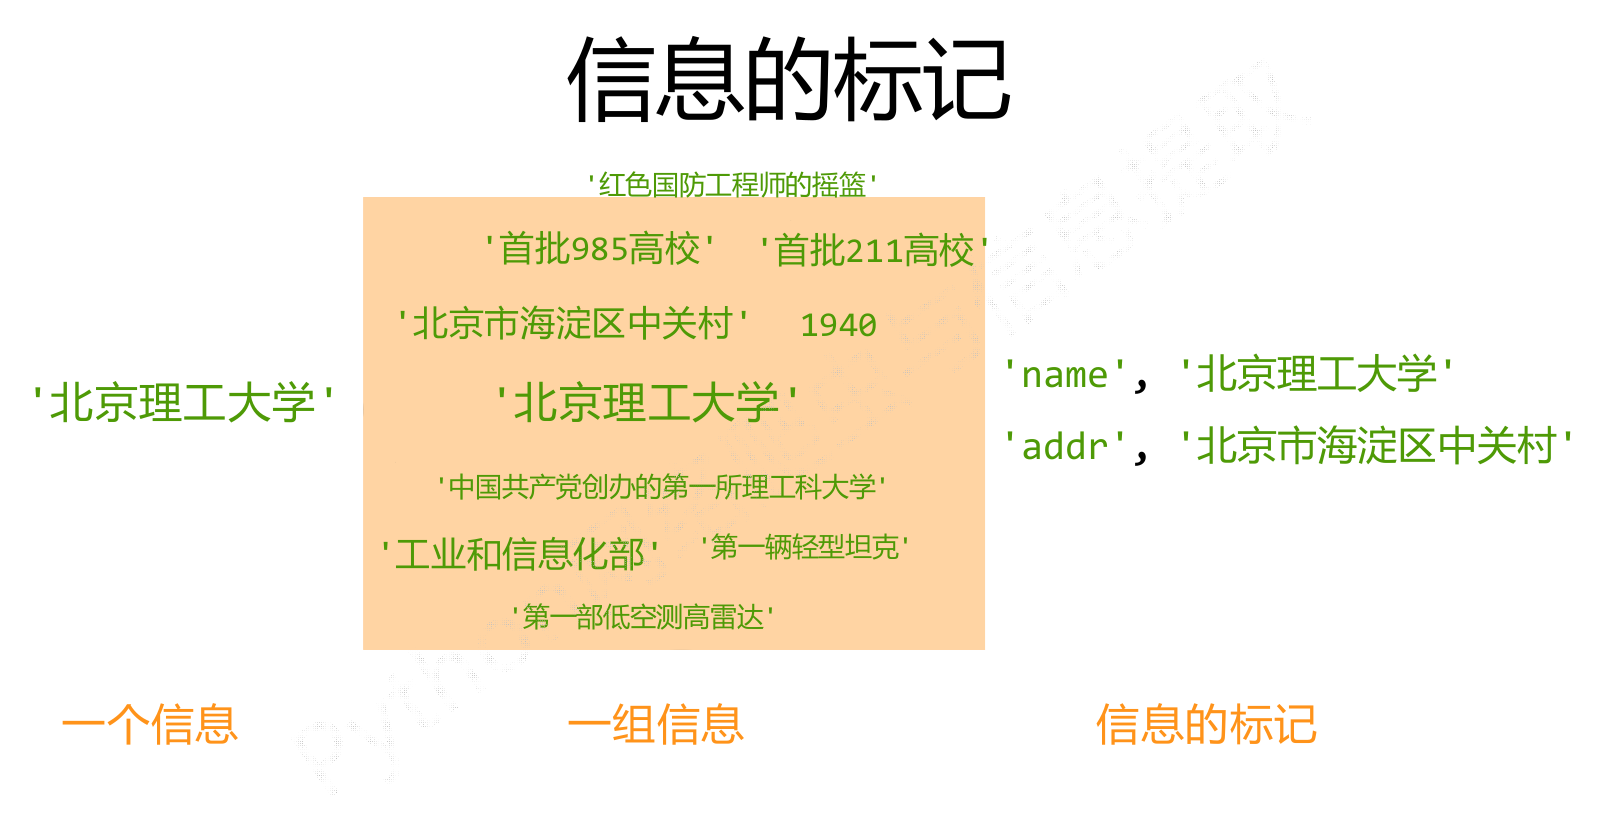 信息的标记
'红色国防工程师的摇篮'
'首批985高校' '首批211高校'
'北京市海淀区中关村' 1940
'北京理工大学'
'北京理工大学'
'中国共产党创办的第一所理工科大学'
'工业和信息化部' '第一辆轻型坦克'
'第一部低空测高雷达'
'name', '北京理工大学'
'addr', '北京市海淀区中关村'
一个信息
一组信息
信息的标记